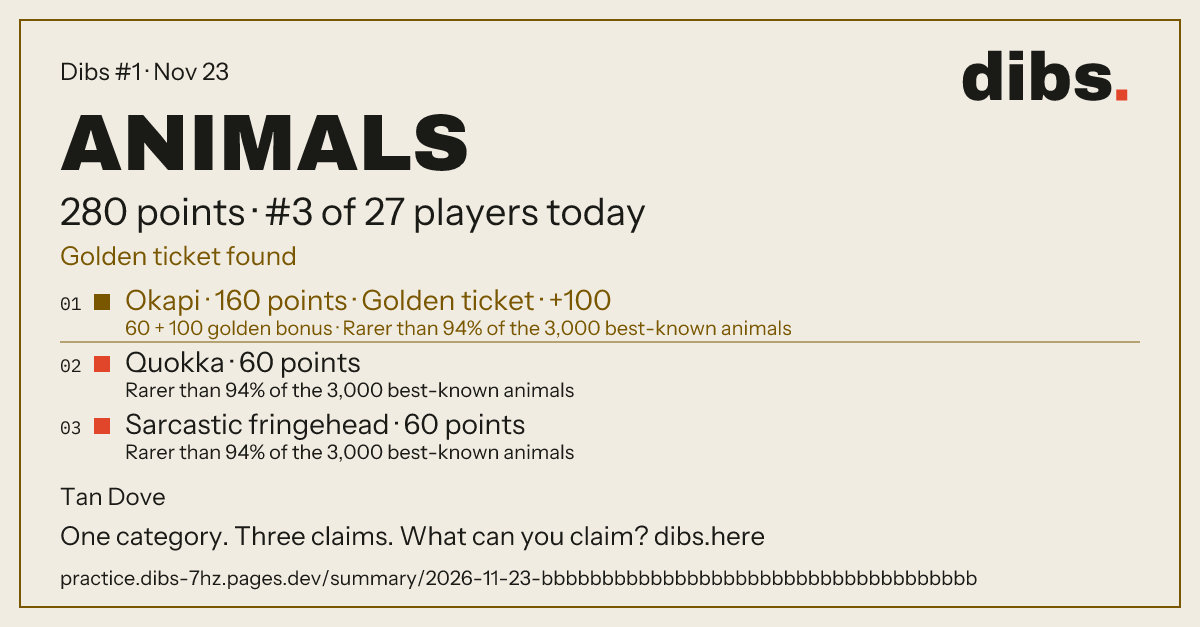 Dibs #1 · Nov 23
dibs.
ANIMALS
280 points · #3 of 27 players today
Golden ticket found
01 Okapi · 160 points · Golden ticket · +100
60 + 100 golden bonus · Rarer than 94% of the 3,000 best-known animals
02 Quokka · 60 points
Rarer than 94% of the 3,000 best-known animals
03 Sarcastic fringehead · 60 points
Rarer than 94% of the 3,000 best-known animals
Tan Dove
One category. Three claims. What can you claim? dibs.here
practice.dibs-7hz.pages.dev/summary/2026-11-23-bbbbbbbbbbbbbbbbbbbbbbbbbbbbbbbbbbbb